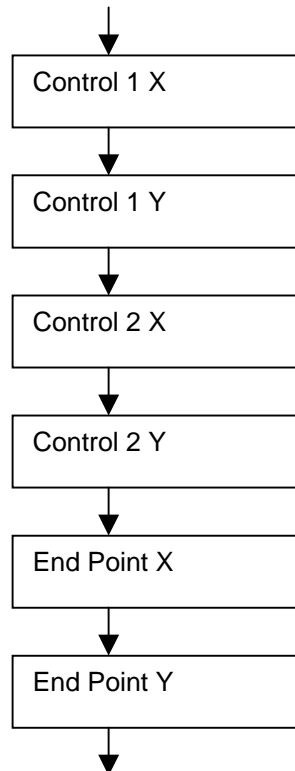 Control 1 X
Control 1 Y
Control 2 X
Control 2 Y
End Point X
End Point Y